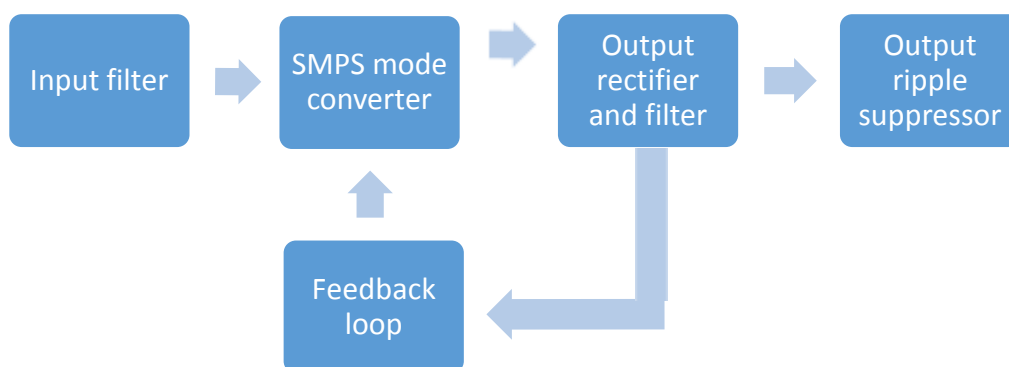 Input filter
SMPS mode
converter
Output
rectifier
and filter
Output
ripple
suppressor
Feedback
loop